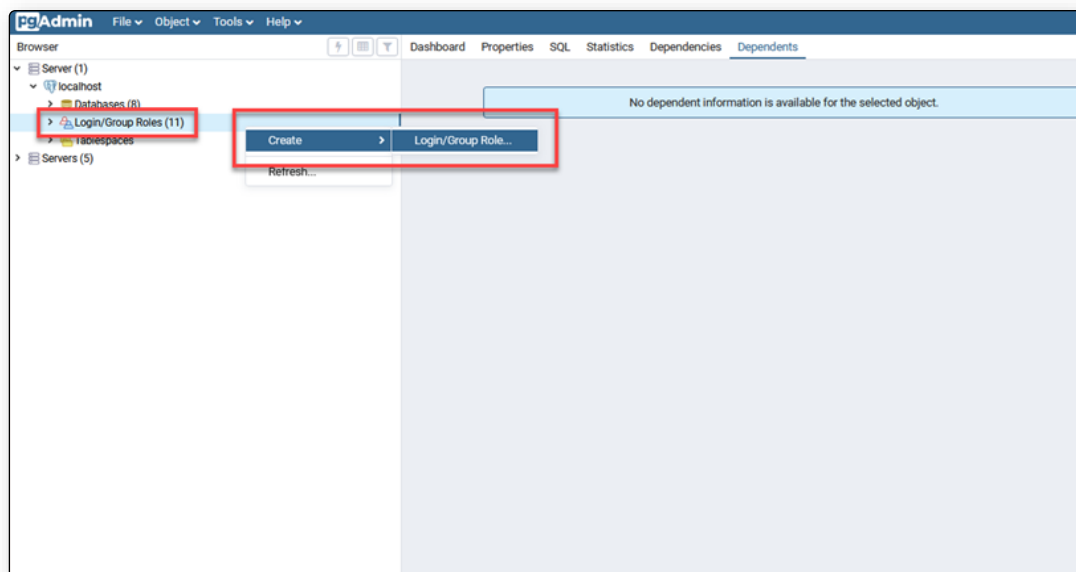 pgAdmin File Object Tools Help
Browser
Dashboard Properties SQL Statistics Dependencies Dependents
Server (1)
localhost
Databases (8)
No dependent information is available for the selected object.
Login/Group Roles (11)
Tablespaces
Create
Login/Group Role...
Servers (5)
Refresh...